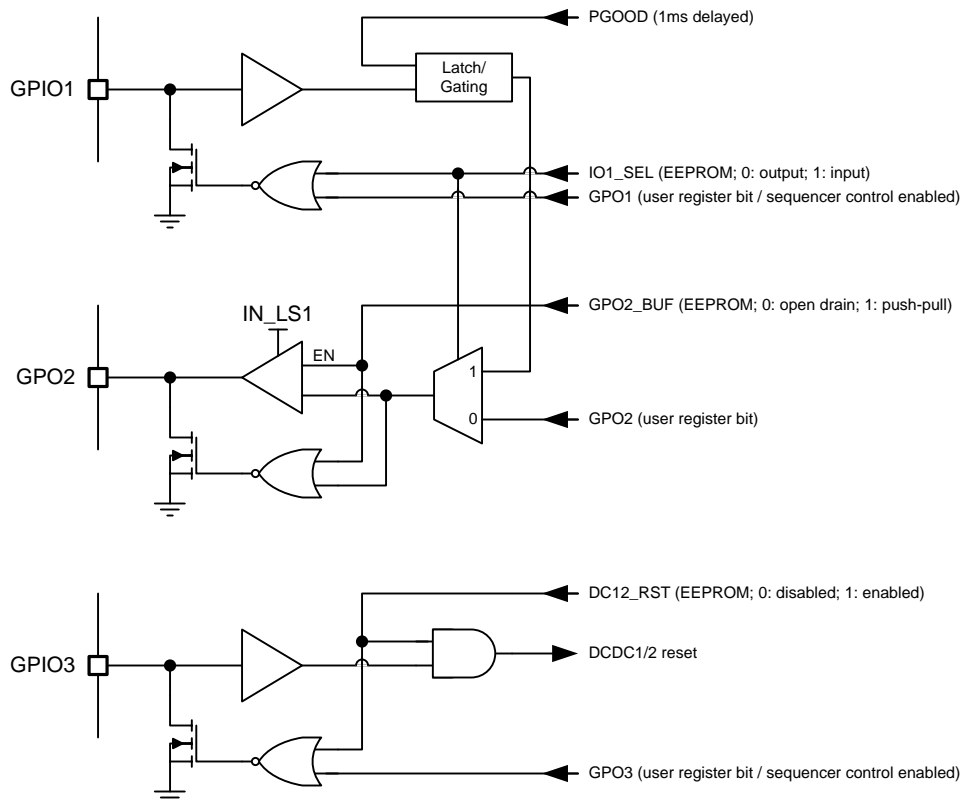 PGOOD (1ms delayed)
Latch/
Gating
GPIO1
IO1_SEL (EEPROM; 0: output; 1: input)
GPO1 (user register bit / sequencer control enabled)
GPO2_BUF (EEPROM; 0: open drain; 1: push-pull)
IN_LS1
EN
1
GPO2
0
GPO2 (user register bit)
DC12_RST (EEPROM; 0: disabled; 1: enabled)
GPIO3
DCDC1/2 reset
GPO3 (user register bit / sequencer control enabled)